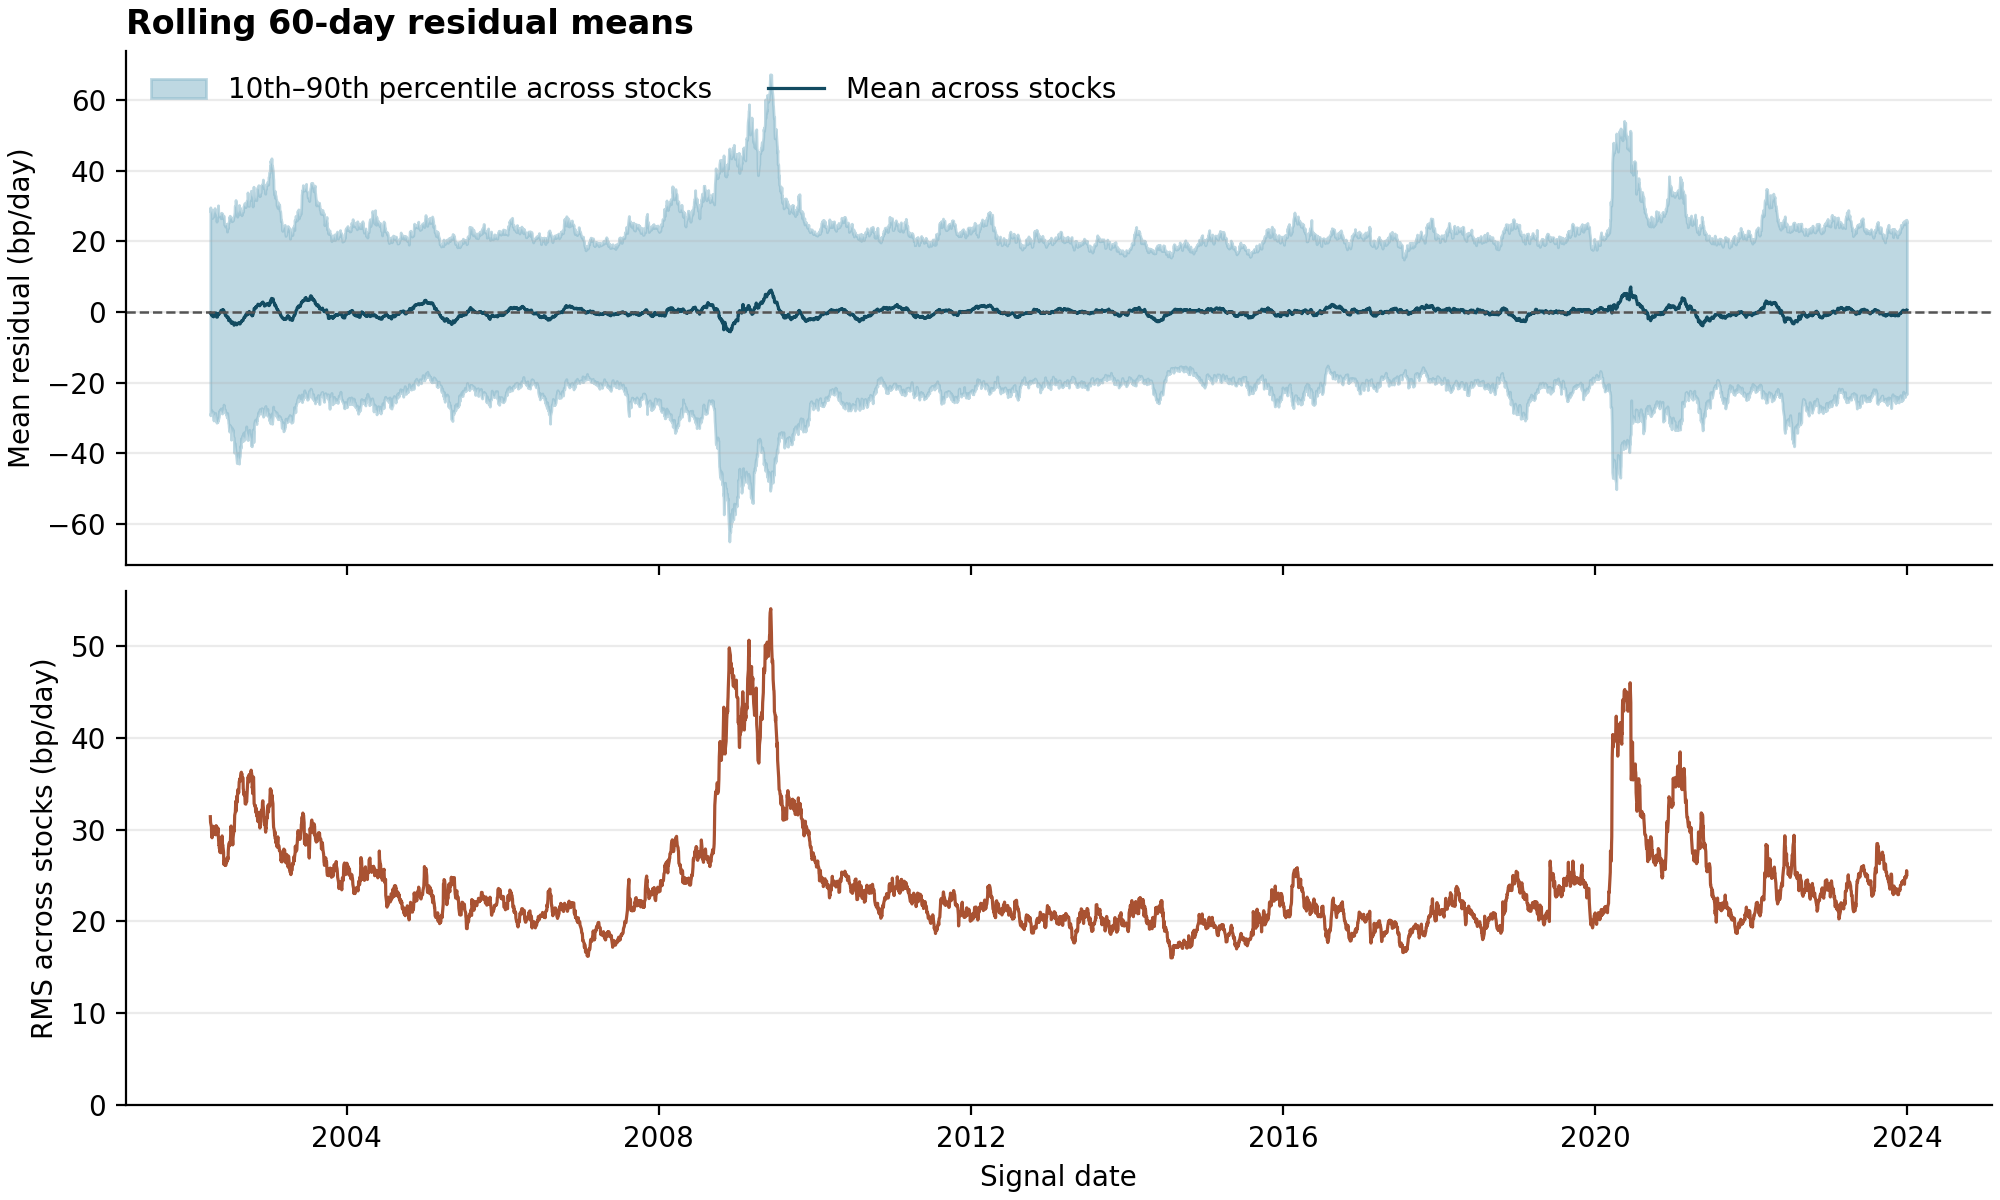 Rolling 60-day residual means
10th–90th percentile across stocks
Mean across stocks
Mean residual (bp/day)
60
40
20
0
−20
−40
−60
RMS across stocks (bp/day)
50
40
30
20
10
0
2004 2008 2012 2016 2020 2024
Signal date